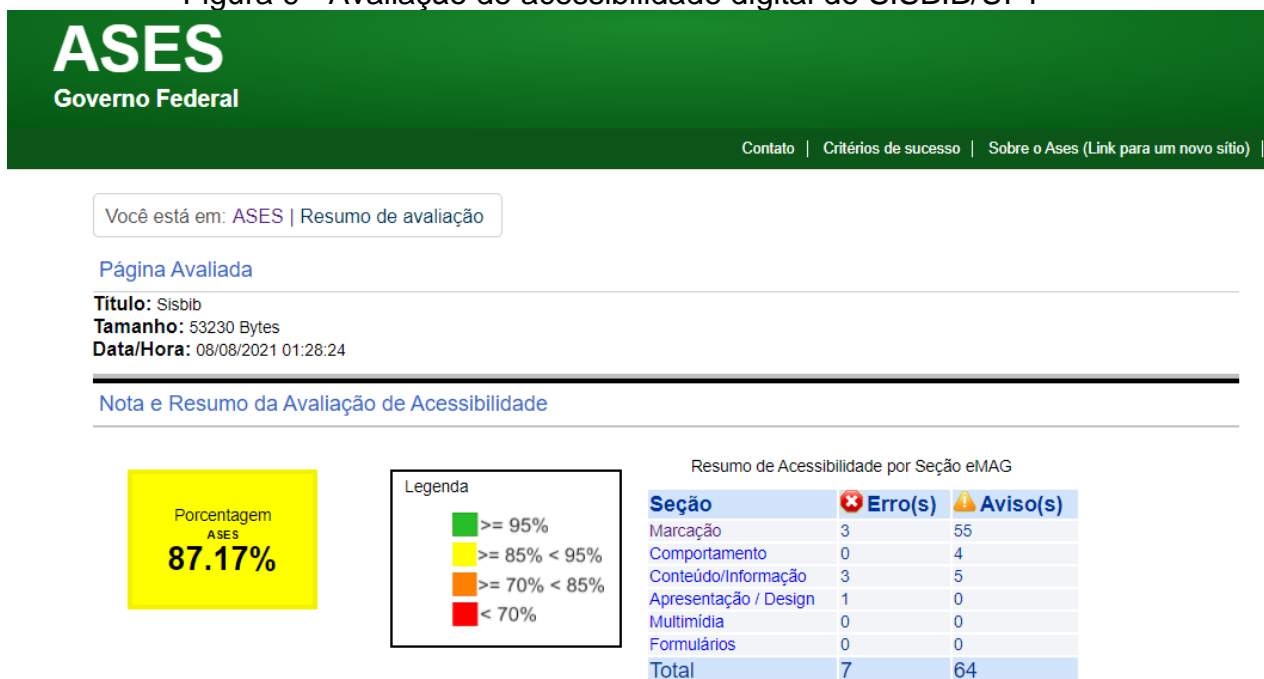 ASES
Governo Federal
Contato | Critérios de sucesso | Sobre o Ases (Link para um novo sítio) |
Você está em: ASES | Resumo de avaliação
Página Avaliada
Título: Sisbib
Tamanho: 53230 Bytes
Data/Hora: 08/08/2021 01:28:24
Nota e Resumo da Avaliação de Acessibilidade
Porcentagem
ASES
87.17%
Legenda
>= 95%
>= 85% < 95%
>= 70% < 85%
< 70%
Resumo de Acessibilidade por Seção eMAG
Seção Erro(s) Aviso(s)
Marcação 3 55
Comportamento 0 4
Conteúdo/Informação 3 5
Apresentação / Design 1 0
Multimídia 0 0
Formulários 0 0
Total 7 64